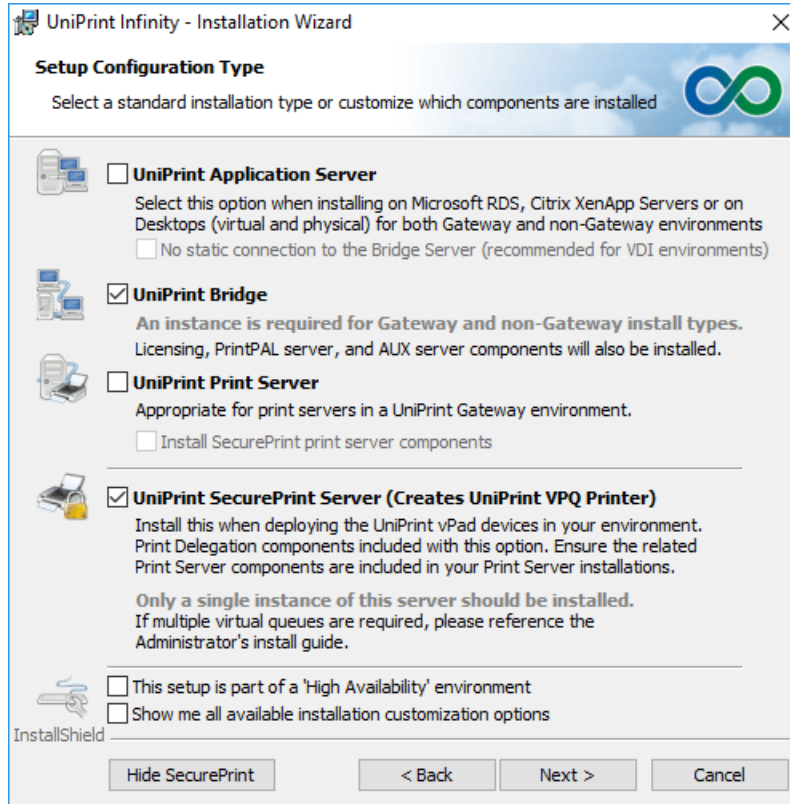 UniPrint Infinity - Installation Wizard
Setup Configuration Type
Select a standard installation type or customize which components are installed
UniPrint Application Server
Select this option when installing on Microsoft RDS, Citrix XenApp Servers or on
Desktops (virtual and physical) for both Gateway and non-Gateway environments
No static connection to the Bridge Server (recommended for VDI environments)
UniPrint Bridge
An instance is required for Gateway and non-Gateway install types.
Licensing, PrintPAL server, and AUX server components will also be installed.
UniPrint Print Server
Appropriate for print servers in a UniPrint Gateway environment.
Install SecurePrint print server components
UniPrint SecurePrint Server (Creates UniPrint VPQ Printer)
Install this when deploying the UniPrint vPad devices in your environment.
Print Delegation components included with this option. Ensure the related
Print Server components are included in your Print Server installations.
Only a single instance of this server should be installed.
If multiple virtual queues are required, please reference the
Administrator's install guide.
This setup is part of a 'High Availability' environment
Show me all available installation customization options
InstallShield
Hide SecurePrint
< Back
Next >
Cancel